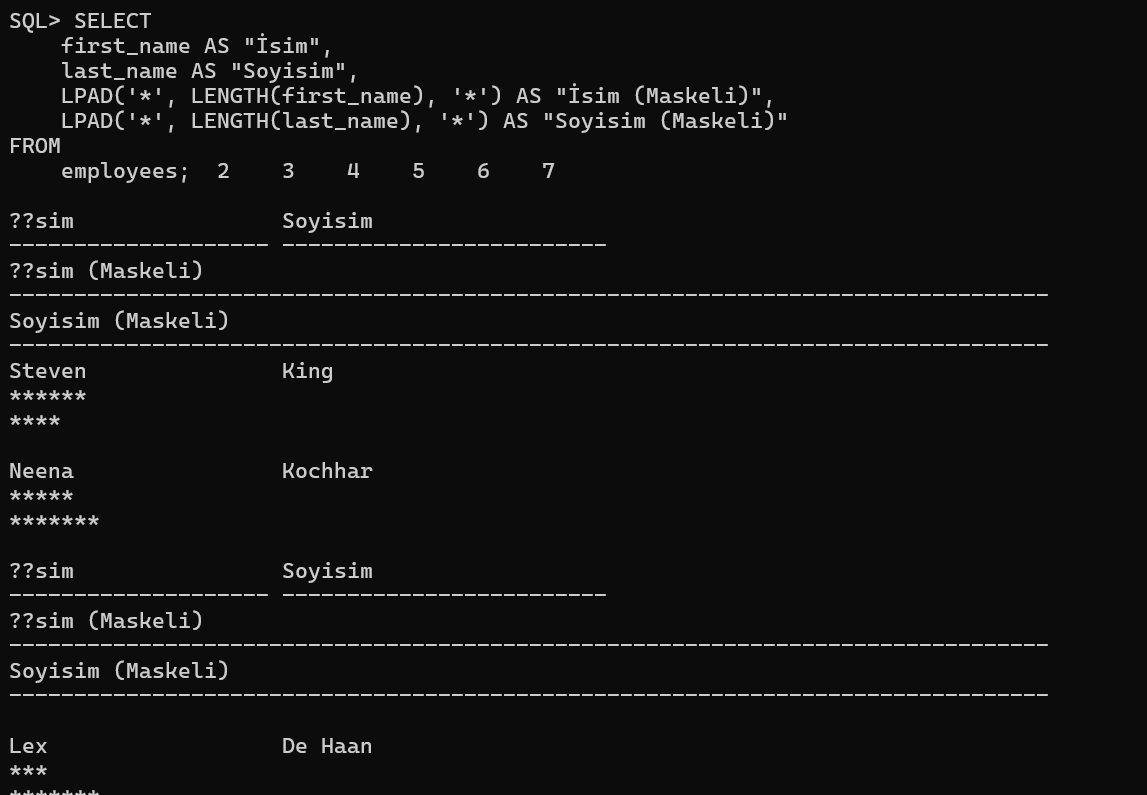 SQL> SELECT
    first_name AS "İsim",
    last_name AS "Soyisim",
    LPAD('*', LENGTH(first_name), '*') AS "İsim (Maskeli)",
    LPAD('*', LENGTH(last_name), '*') AS "Soyisim (Maskeli)"
FROM
    employees;  2    3    4    5    6    7

??sim                Soyisim
-------------------- -------------------------
??sim (Maskeli)
--------------------------------------------------------------------------------
Soyisim (Maskeli)
--------------------------------------------------------------------------------
Steven               King
******
****

Neena                Kochhar
*****
*******

??sim                Soyisim
-------------------- -------------------------
??sim (Maskeli)
--------------------------------------------------------------------------------
Soyisim (Maskeli)
--------------------------------------------------------------------------------

Lex                  De Haan
***
*******